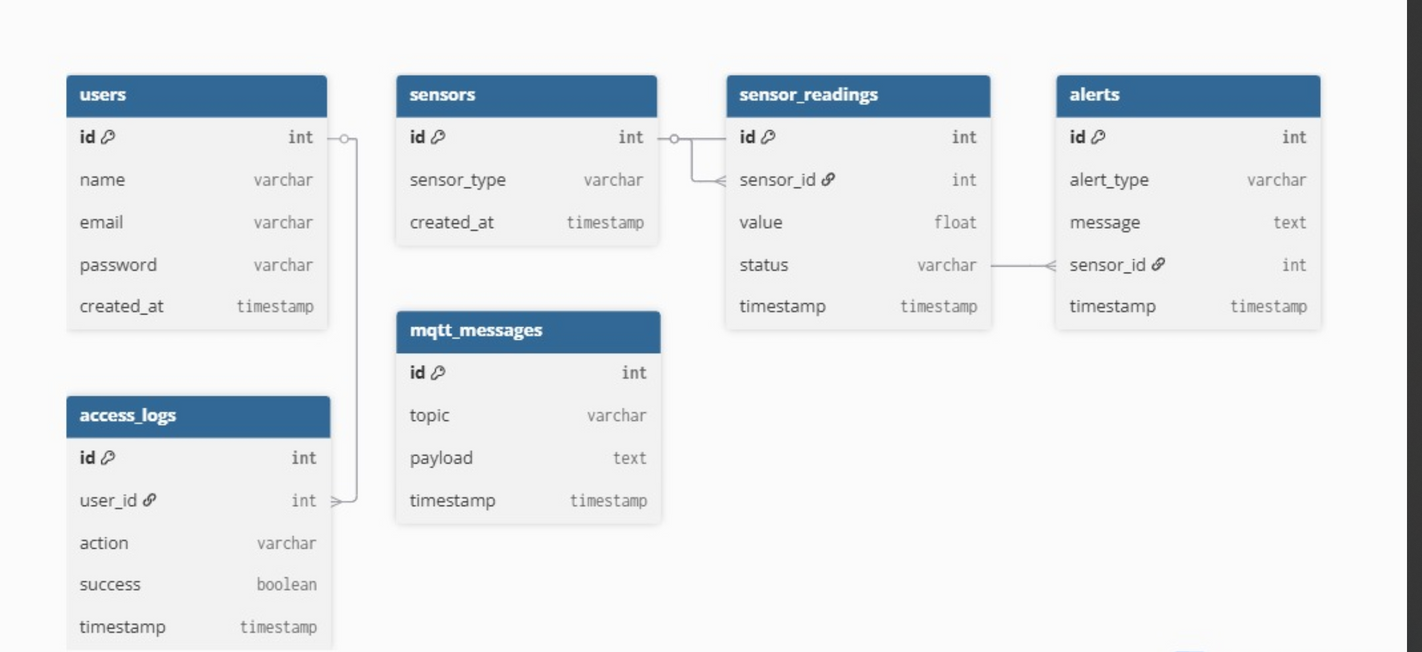 users
id int
name varchar
email varchar
password varchar
created_at timestamp
sensors
id int
sensor_type varchar
created_at timestamp
sensor_readings
id int
sensor_id int
value float
status varchar
timestamp timestamp
alerts
id int
alert_type varchar
message text
sensor_id int
timestamp timestamp
mqtt_messages
id int
topic varchar
payload text
timestamp timestamp
access_logs
id int
user_id int
action varchar
success boolean
timestamp timestamp